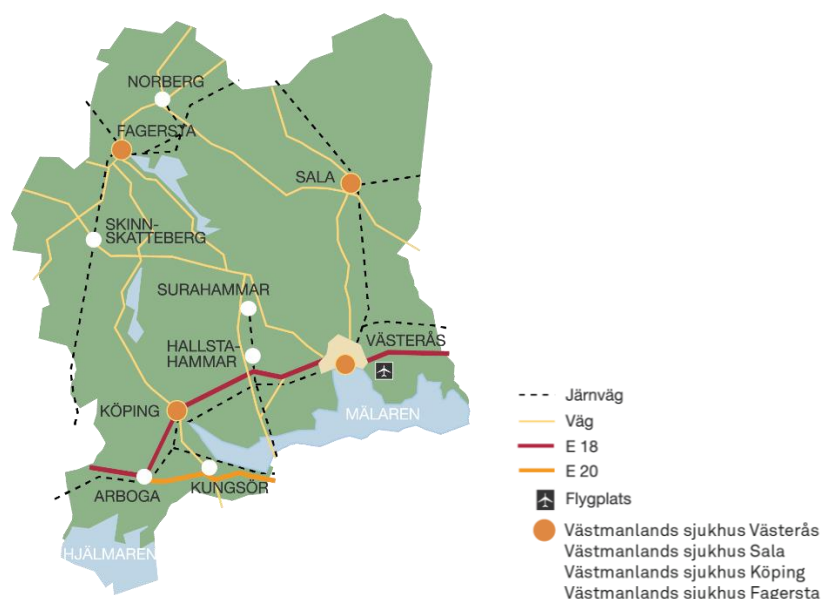 NORBERG
FAGERSTA
SALA
SKINN-
SKATTEBERG
SURAHAMMAR
HALLSTA-
HAMMAR
VÄSTERÅS
KÖPING
MÄLAREN
ARBOGA
KUNGSÖR
HJÄLMAREN
Järnväg
Väg
E 18
E 20
Flygplats
Västmanlands sjukhus Västerås
Västmanlands sjukhus Sala
Västmanlands sjukhus Köping
Västmanlands sjukhus Fagersta